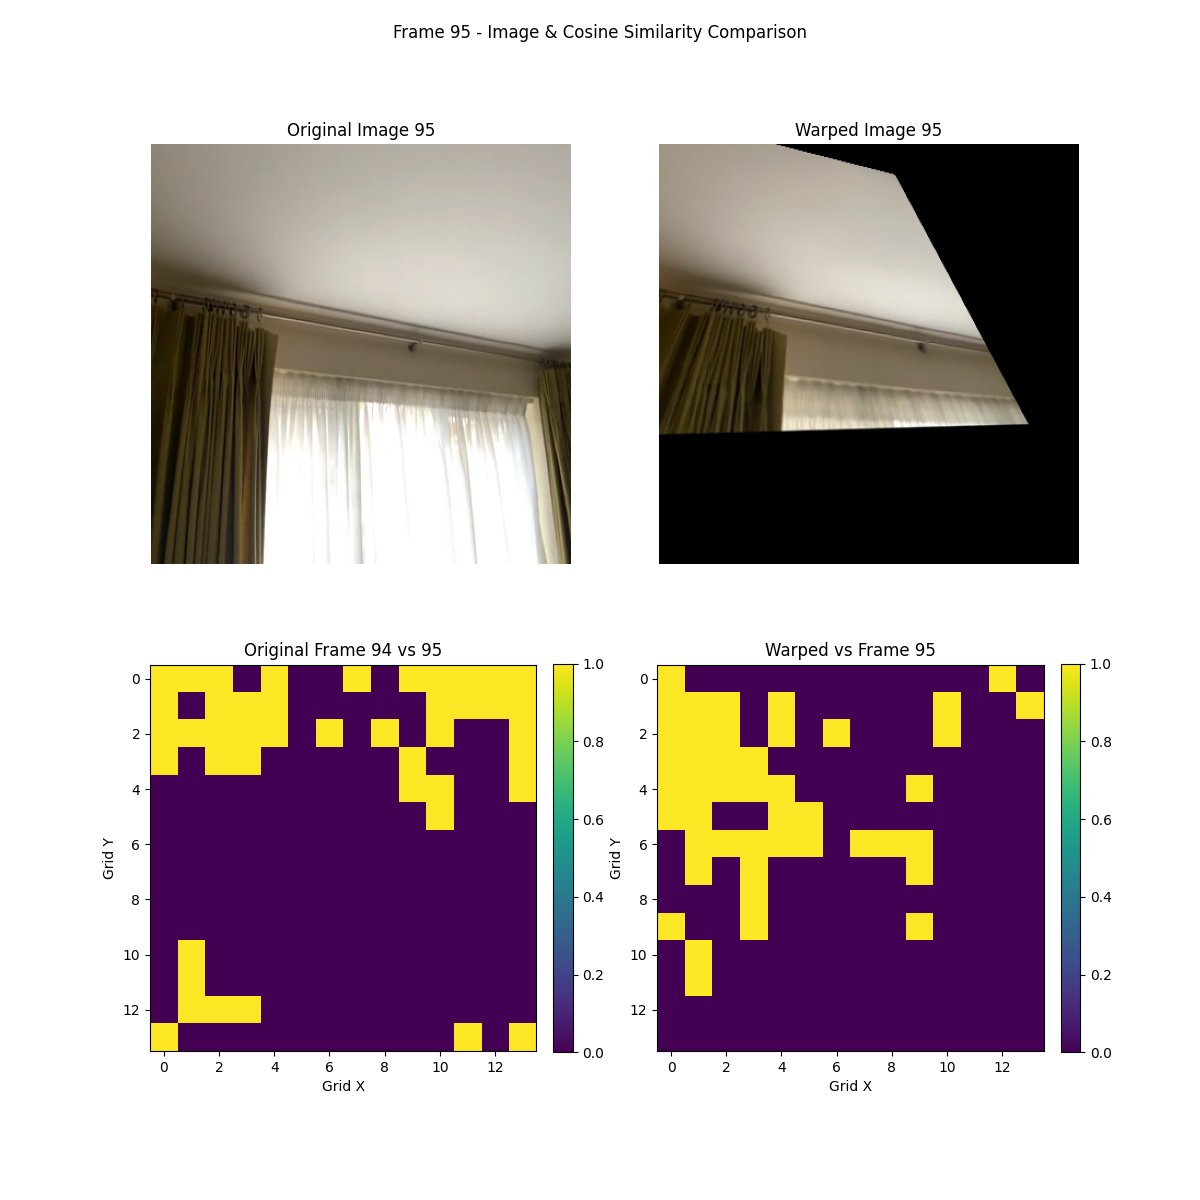 Frame 95 - Image & Cosine Similarity Comparison
Original Image 95
Warped Image 95
Original Frame 94 vs 95
Warped vs Frame 95
Grid Y
0
2
4
6
8
10
12
0 2 4 6 8 10 12
Grid X
1.0
0.8
0.6
0.4
0.2
0.0
Grid Y
0
2
4
6
8
10
12
0 2 4 6 8 10 12
Grid X
1.0
0.8
0.6
0.4
0.2
0.0